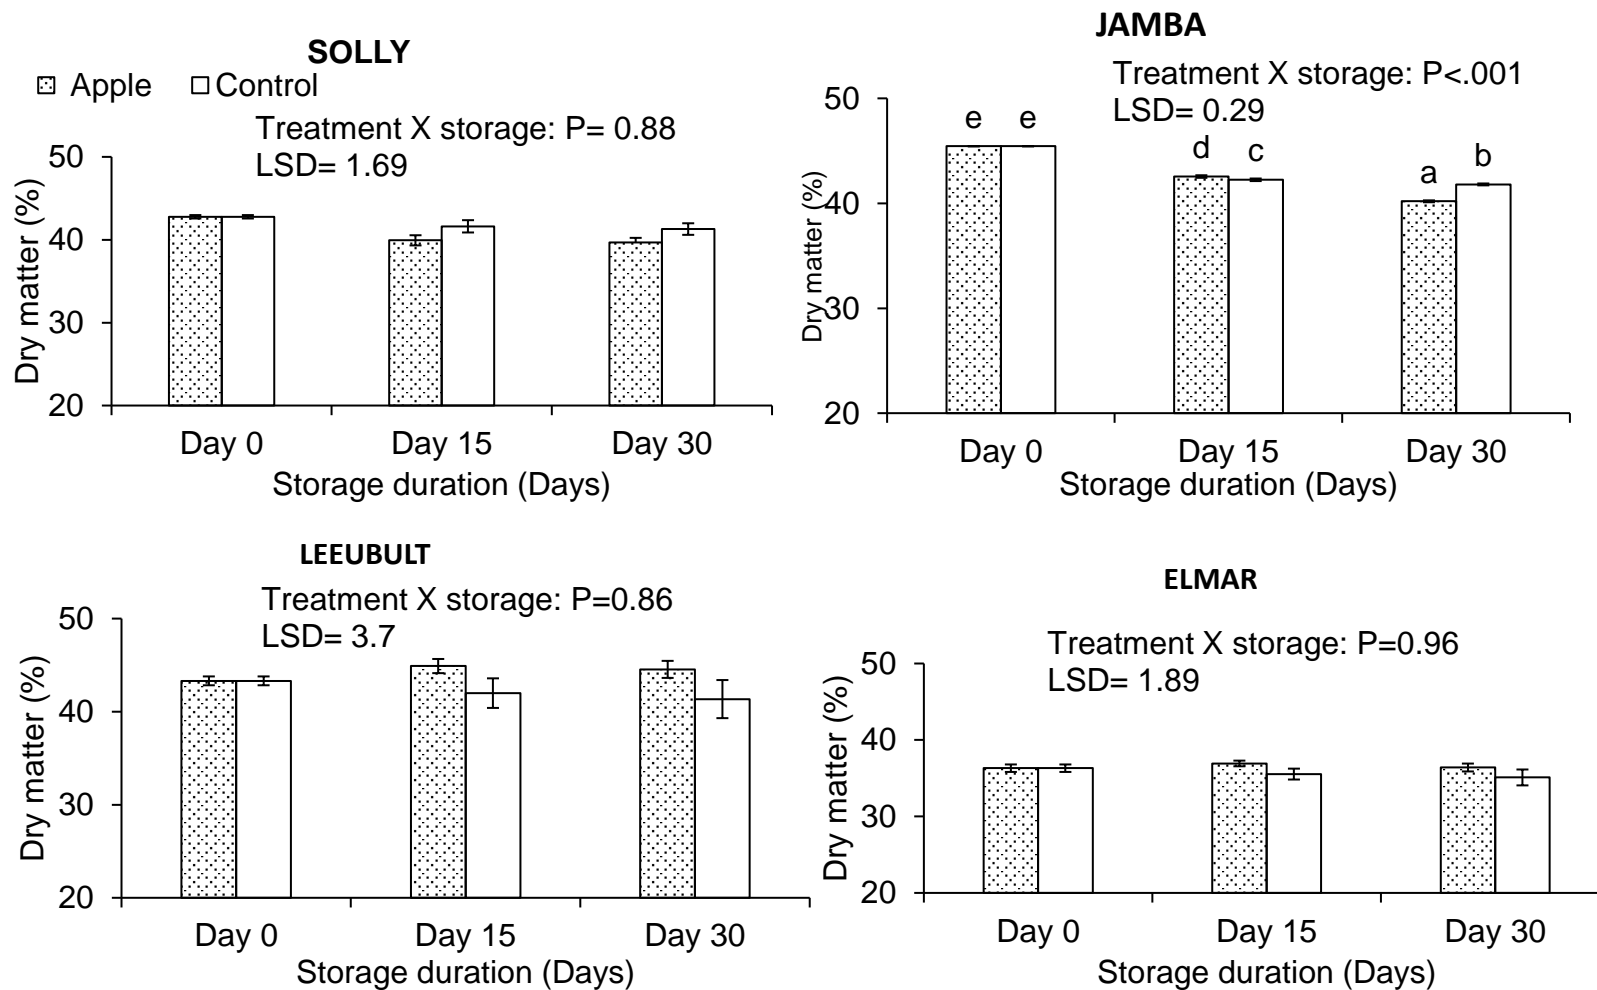 SOLLY
Apple Control
Treatment X storage: P= 0.88
LSD= 1.69
Dry matter (%)
50
40
30
20
Day 0 Day 15 Day 30
Storage duration (Days)
JAMBA
Treatment X storage: P<.001
LSD= 0.29
Dry matter (%)
50
40
30
20
e e d c a b
Day 0 Day 15 Day 30
Storage duration (Days)
LEEUBULT
Treatment X storage: P=0.86
LSD= 3.7
Dry matter (%)
50
40
30
20
Day 0 Day 15 Day 30
Storage duration (Days)
ELMAR
Treatment X storage: P=0.96
LSD= 1.89
Dry matter (%)
50
40
30
20
Day 0 Day 15 Day 30
Storage duration (Days)